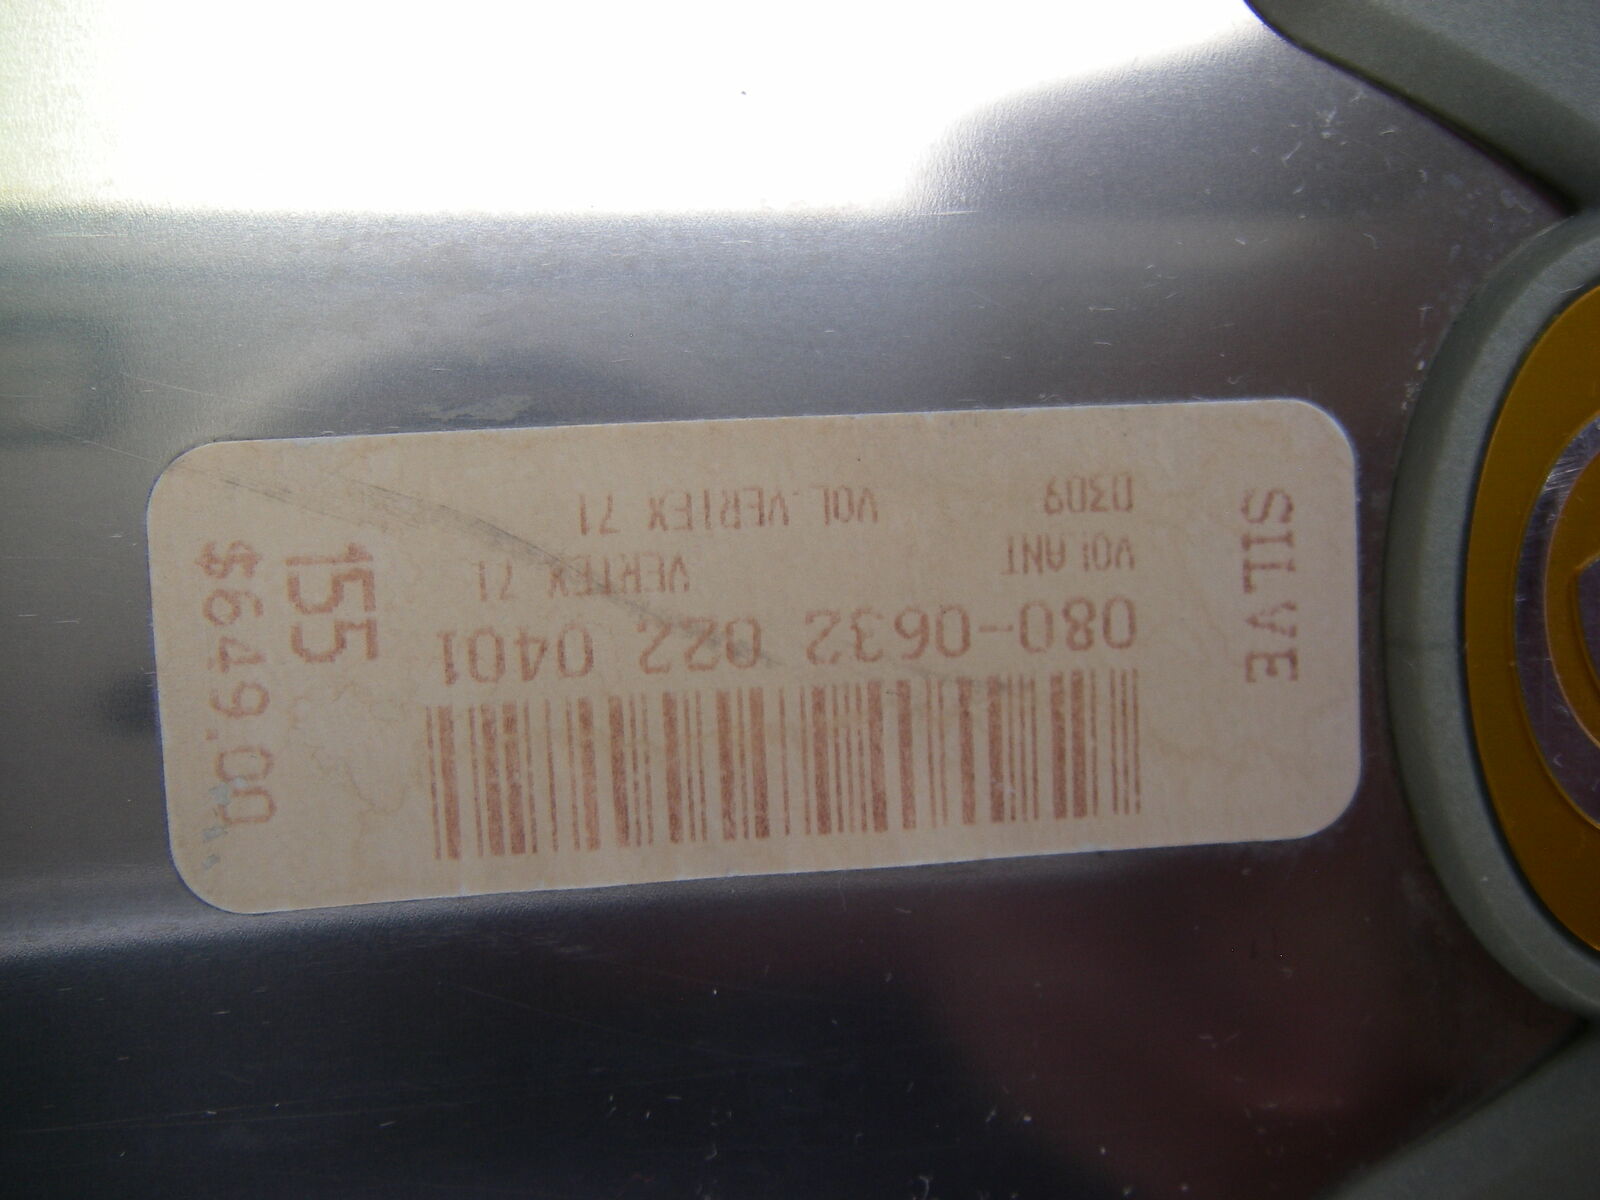 SILVE
080-0632 022 0401
VOLANT VERTEX 71
D309 VOL.VERTEX 71
155
$649.00